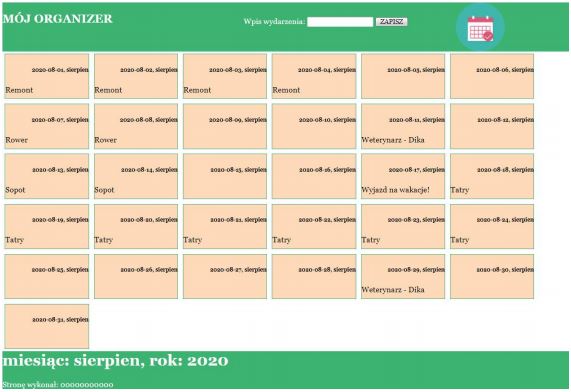 MÓJ ORGANIZER
Wpis wydarzenia: ZAPISZ
2020-08-01, sierpien
Remont
2020-08-02, sierpien
Remont
2020-08-03, sierpien
Remont
2020-08-04, sierpien
Remont
2020-08-05, sierpien
2020-08-06, sierpien
2020-08-07, sierpien
Rower
2020-08-08, sierpien
Rower
2020-08-09, sierpien
2020-08-10, sierpien
2020-08-11, sierpien
Weterynarz - Dika
2020-08-12, sierpien
2020-08-13, sierpien
Sopot
2020-08-14, sierpien
Sopot
2020-08-15, sierpien
2020-08-16, sierpien
2020-08-17, sierpien
Wyjazd na wakacje!
2020-08-18, sierpien
Tatry
2020-08-19, sierpien
Tatry
2020-08-20, sierpien
Tatry
2020-08-21, sierpien
Tatry
2020-08-22, sierpien
Tatry
2020-08-23, sierpien
Tatry
2020-08-24, sierpien
Tatry
2020-08-25, sierpien
2020-08-26, sierpien
2020-08-27, sierpien
2020-08-28, sierpien
2020-08-29, sierpien
Weterynarz - Dika
2020-08-30, sierpien
2020-08-31, sierpien
miesiąc: sierpien, rok: 2020
Stronę wykonał: 00000000000